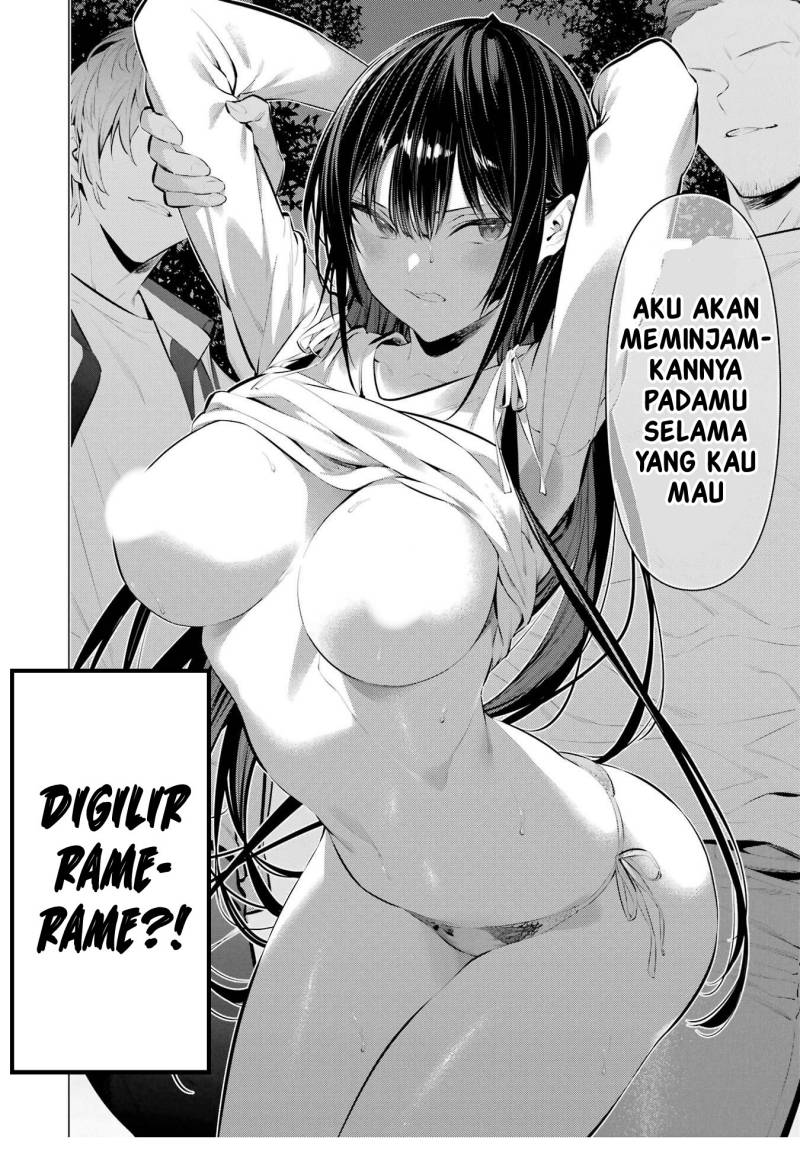 AKU AKAN
MEMINJAM-
KANNYA
PADAMU
SELAMA
YANG KAU
MAU
DIGILIR
RAME-
RAME?!